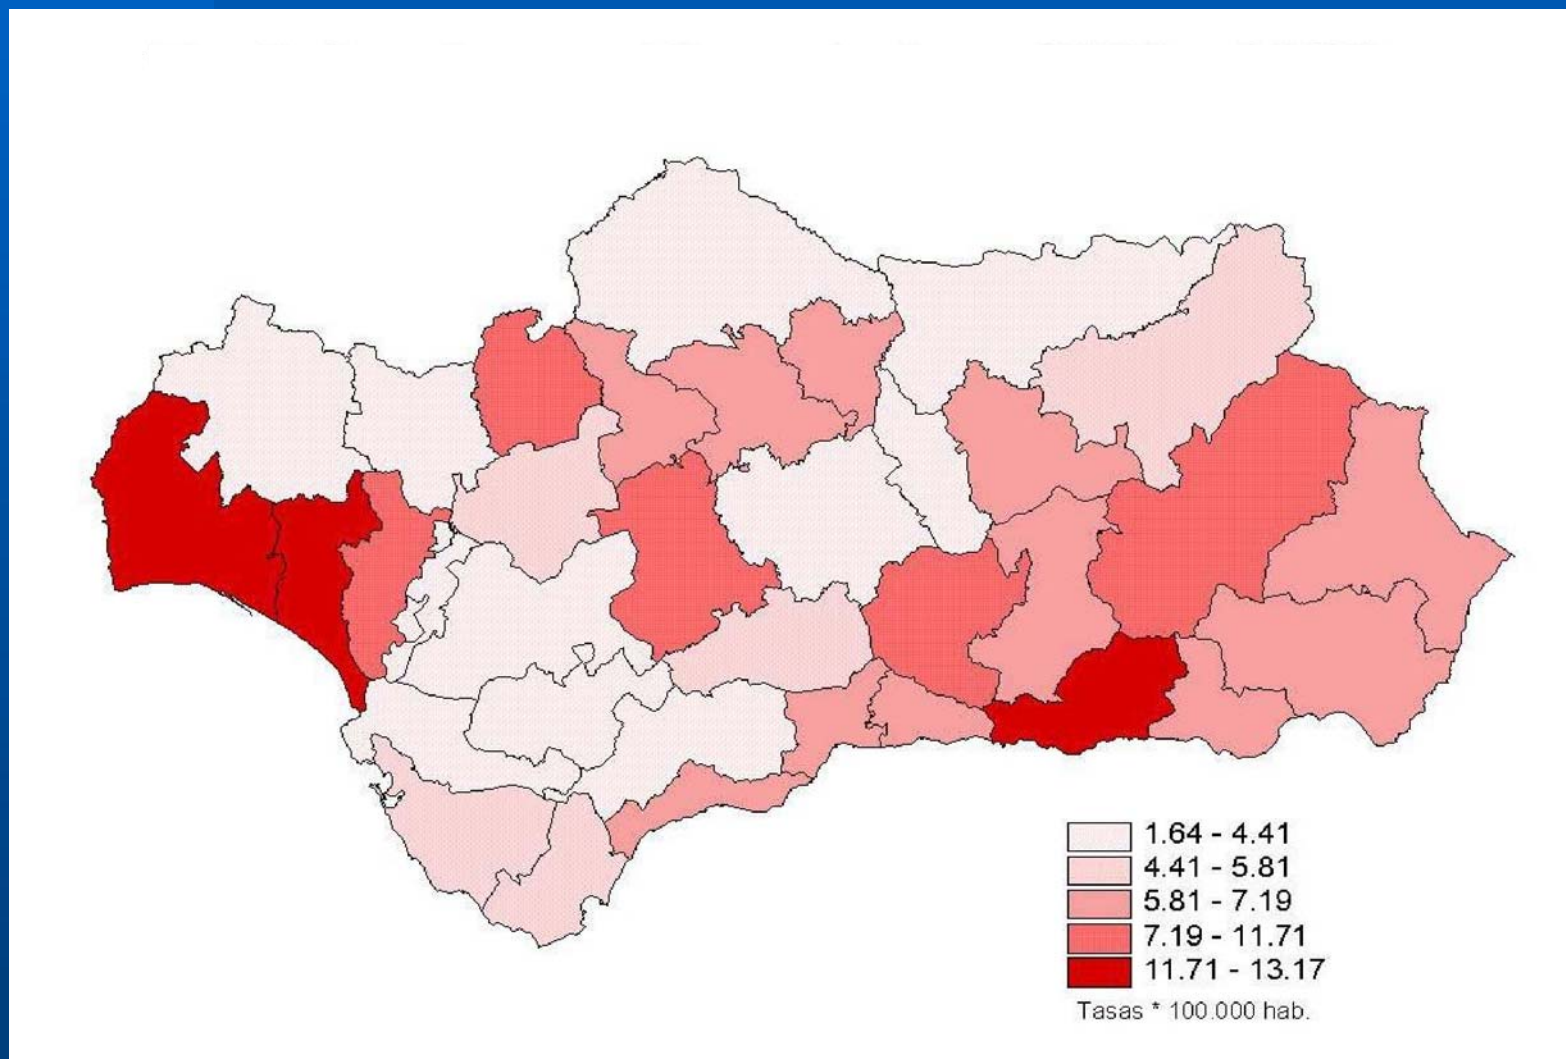 1.64 - 4.41
4.41 - 5.81
5.81 - 7.19
7.19 - 11.71
11.71 - 13.17
Tasas * 100.000 hab.